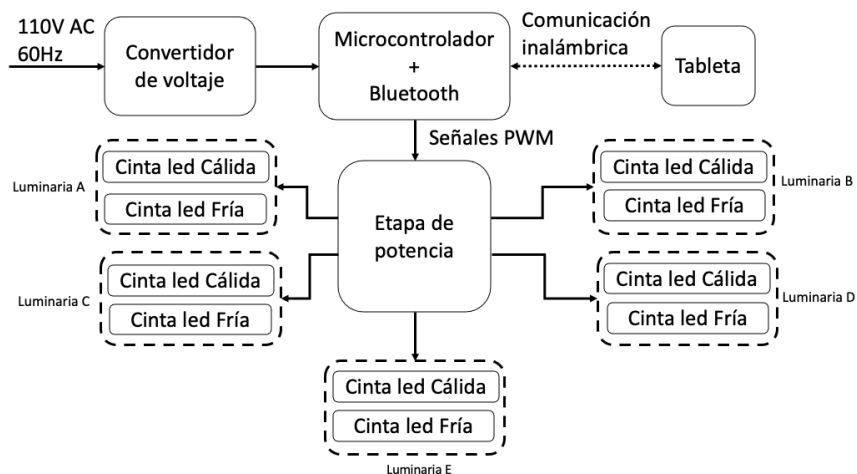 110V AC
60Hz
Convertidor
de voltaje
Microcontrolador
+
Bluetooth
Comunicación
inalámbrica
Tableta
Señales PWM
Luminaria A
Cinta led Cálida
Cinta led Fría
Etapa de
potencia
Cinta led Cálida
Cinta led Fría
Luminaria B
Luminaria C
Cinta led Cálida
Cinta led Fría
Cinta led Cálida
Cinta led Fría
Luminaria D
Cinta led Cálida
Cinta led Fría
Luminaria E